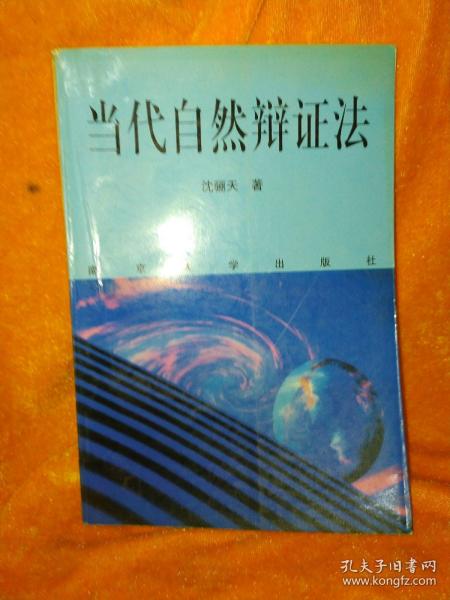 当代自然辩证法
沈骊天 著
南京大学出版社
孔夫子旧书网
www.kongfz.com